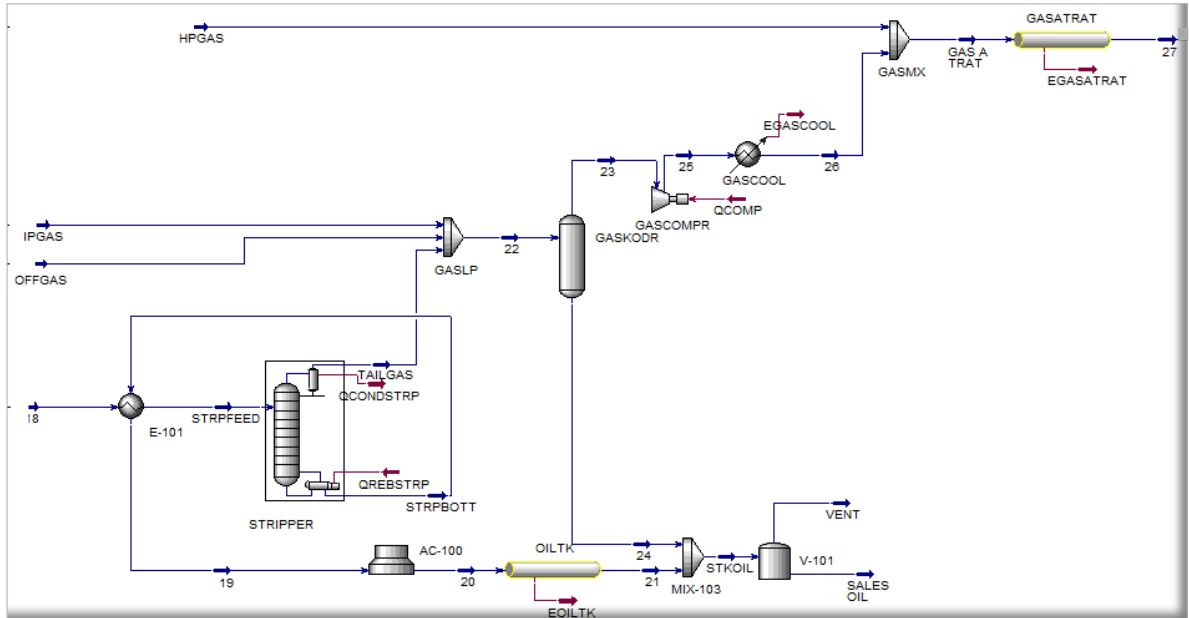 GASATRAT
HPGAS
GASMX
GAS A
TRAT
27
EGASATRAT
EGASCOOL
23
25
26
GASCOOL
QCOMP
GASCOMPR
IPGAS
GASKODR
22
GASLP
OFFGAS
TAILGAS
QCONDSTRP
18
STRPFEED
E-101
QREBSTRP
STRPBOTT
STRIPPER
VENT
AC-100
OILTK
24
STKOIL
V-101
19
20
21
MIX-103
SALES
OIL
EOILTK